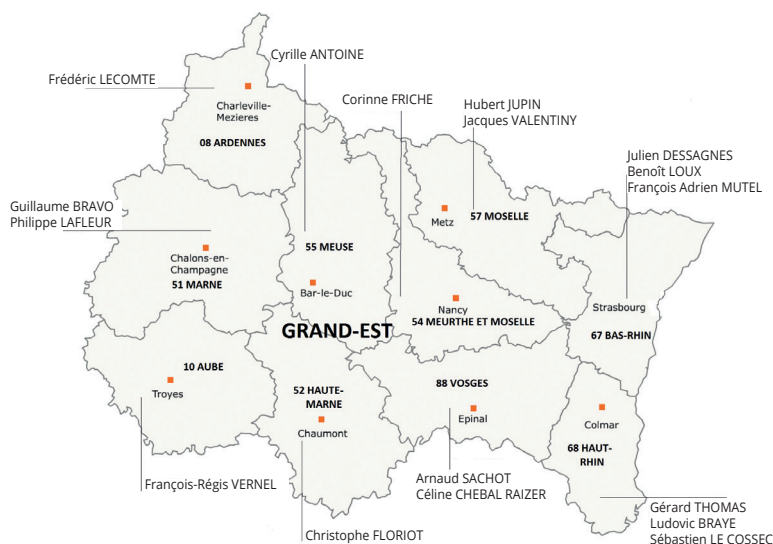 Cyrille ANTOINE
Frédéric LECOMTE
Corinne FRICHE
Hubert JUPIN
Jacques VALENTINY
Charleville-
Mezieres
08 ARDENNES
Julien DESSAGNES
Benoît LOUX
François Adrien MUTEL
Guillaume BRAVO
Philippe LAFLEUR
Metz
57 MOSELLE
55 MEUSE
Chalons-en-
Champagne
51 MARNE
Bar-le-Duc
Nancy
54 MEURTHE ET MOSELLE
Strasbourg
67 BAS-RHIN
GRAND-EST
10 AUBE
Troyes
52 HAUTE-
MARNE
Chaumont
88 VOSGES
Epinal
Colmar
68 HAUT-
RHIN
François-Régis VERNEL
Arnaud SACHOT
Céline CHEBAL RAIZER
Christophe FLORIOT
Gérard THOMAS
Ludovic BRAYE
Sébastien LE COSSEC